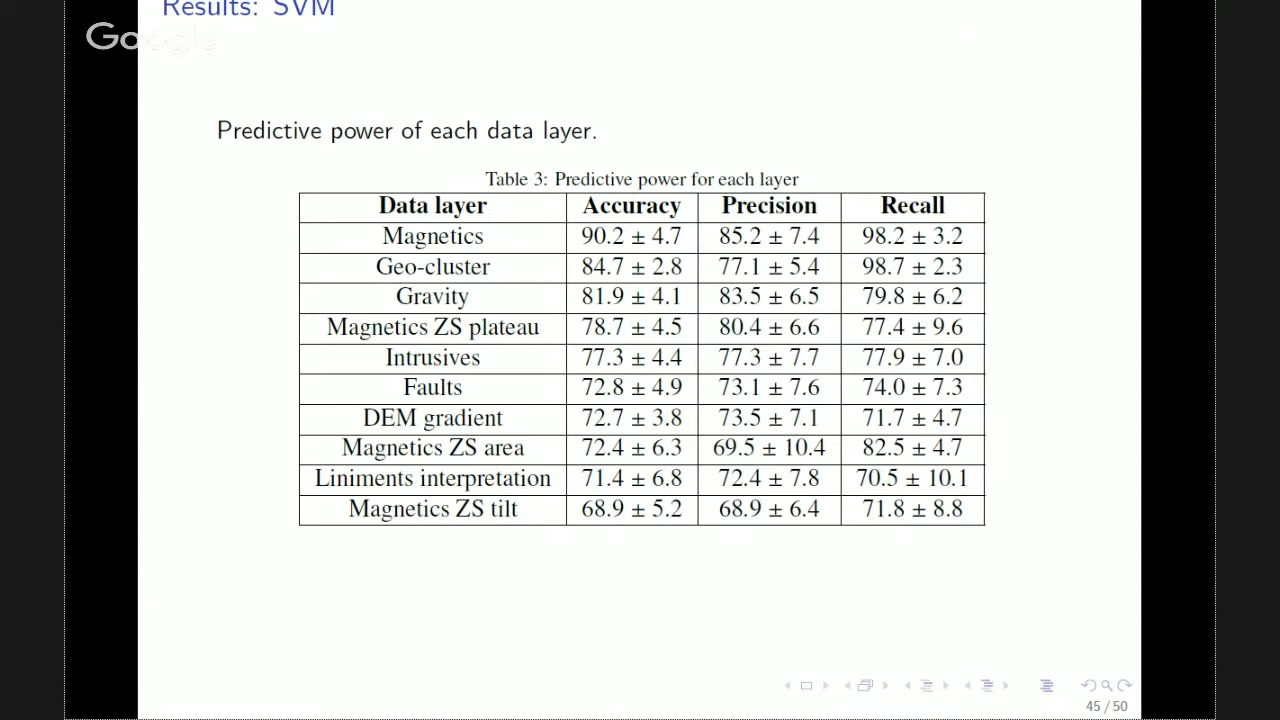 Results: SVM
Google
Predictive power of each data layer.
Table 3: Predictive power for each layer
Data layer Accuracy Precision Recall
Magnetics 90.2 ± 4.7 85.2 ± 7.4 98.2 ± 3.2
Geo-cluster 84.7 ± 2.8 77.1 ± 5.4 98.7 ± 2.3
Gravity 81.9 ± 4.1 83.5 ± 6.5 79.8 ± 6.2
Magnetics ZS plateau 78.7 ± 4.5 80.4 ± 6.6 77.4 ± 9.6
Intrusives 77.3 ± 4.4 77.3 ± 7.7 77.9 ± 7.0
Faults 72.8 ± 4.9 73.1 ± 7.6 74.0 ± 7.3
DEM gradient 72.7 ± 3.8 73.5 ± 7.1 71.7 ± 4.7
Magnetics ZS area 72.4 ± 6.3 69.5 ± 10.4 82.5 ± 4.7
Liniments interpretation 71.4 ± 6.8 72.4 ± 7.8 70.5 ± 10.1
Magnetics ZS tilt 68.9 ± 5.2 68.9 ± 6.4 71.8 ± 8.8
45 / 50